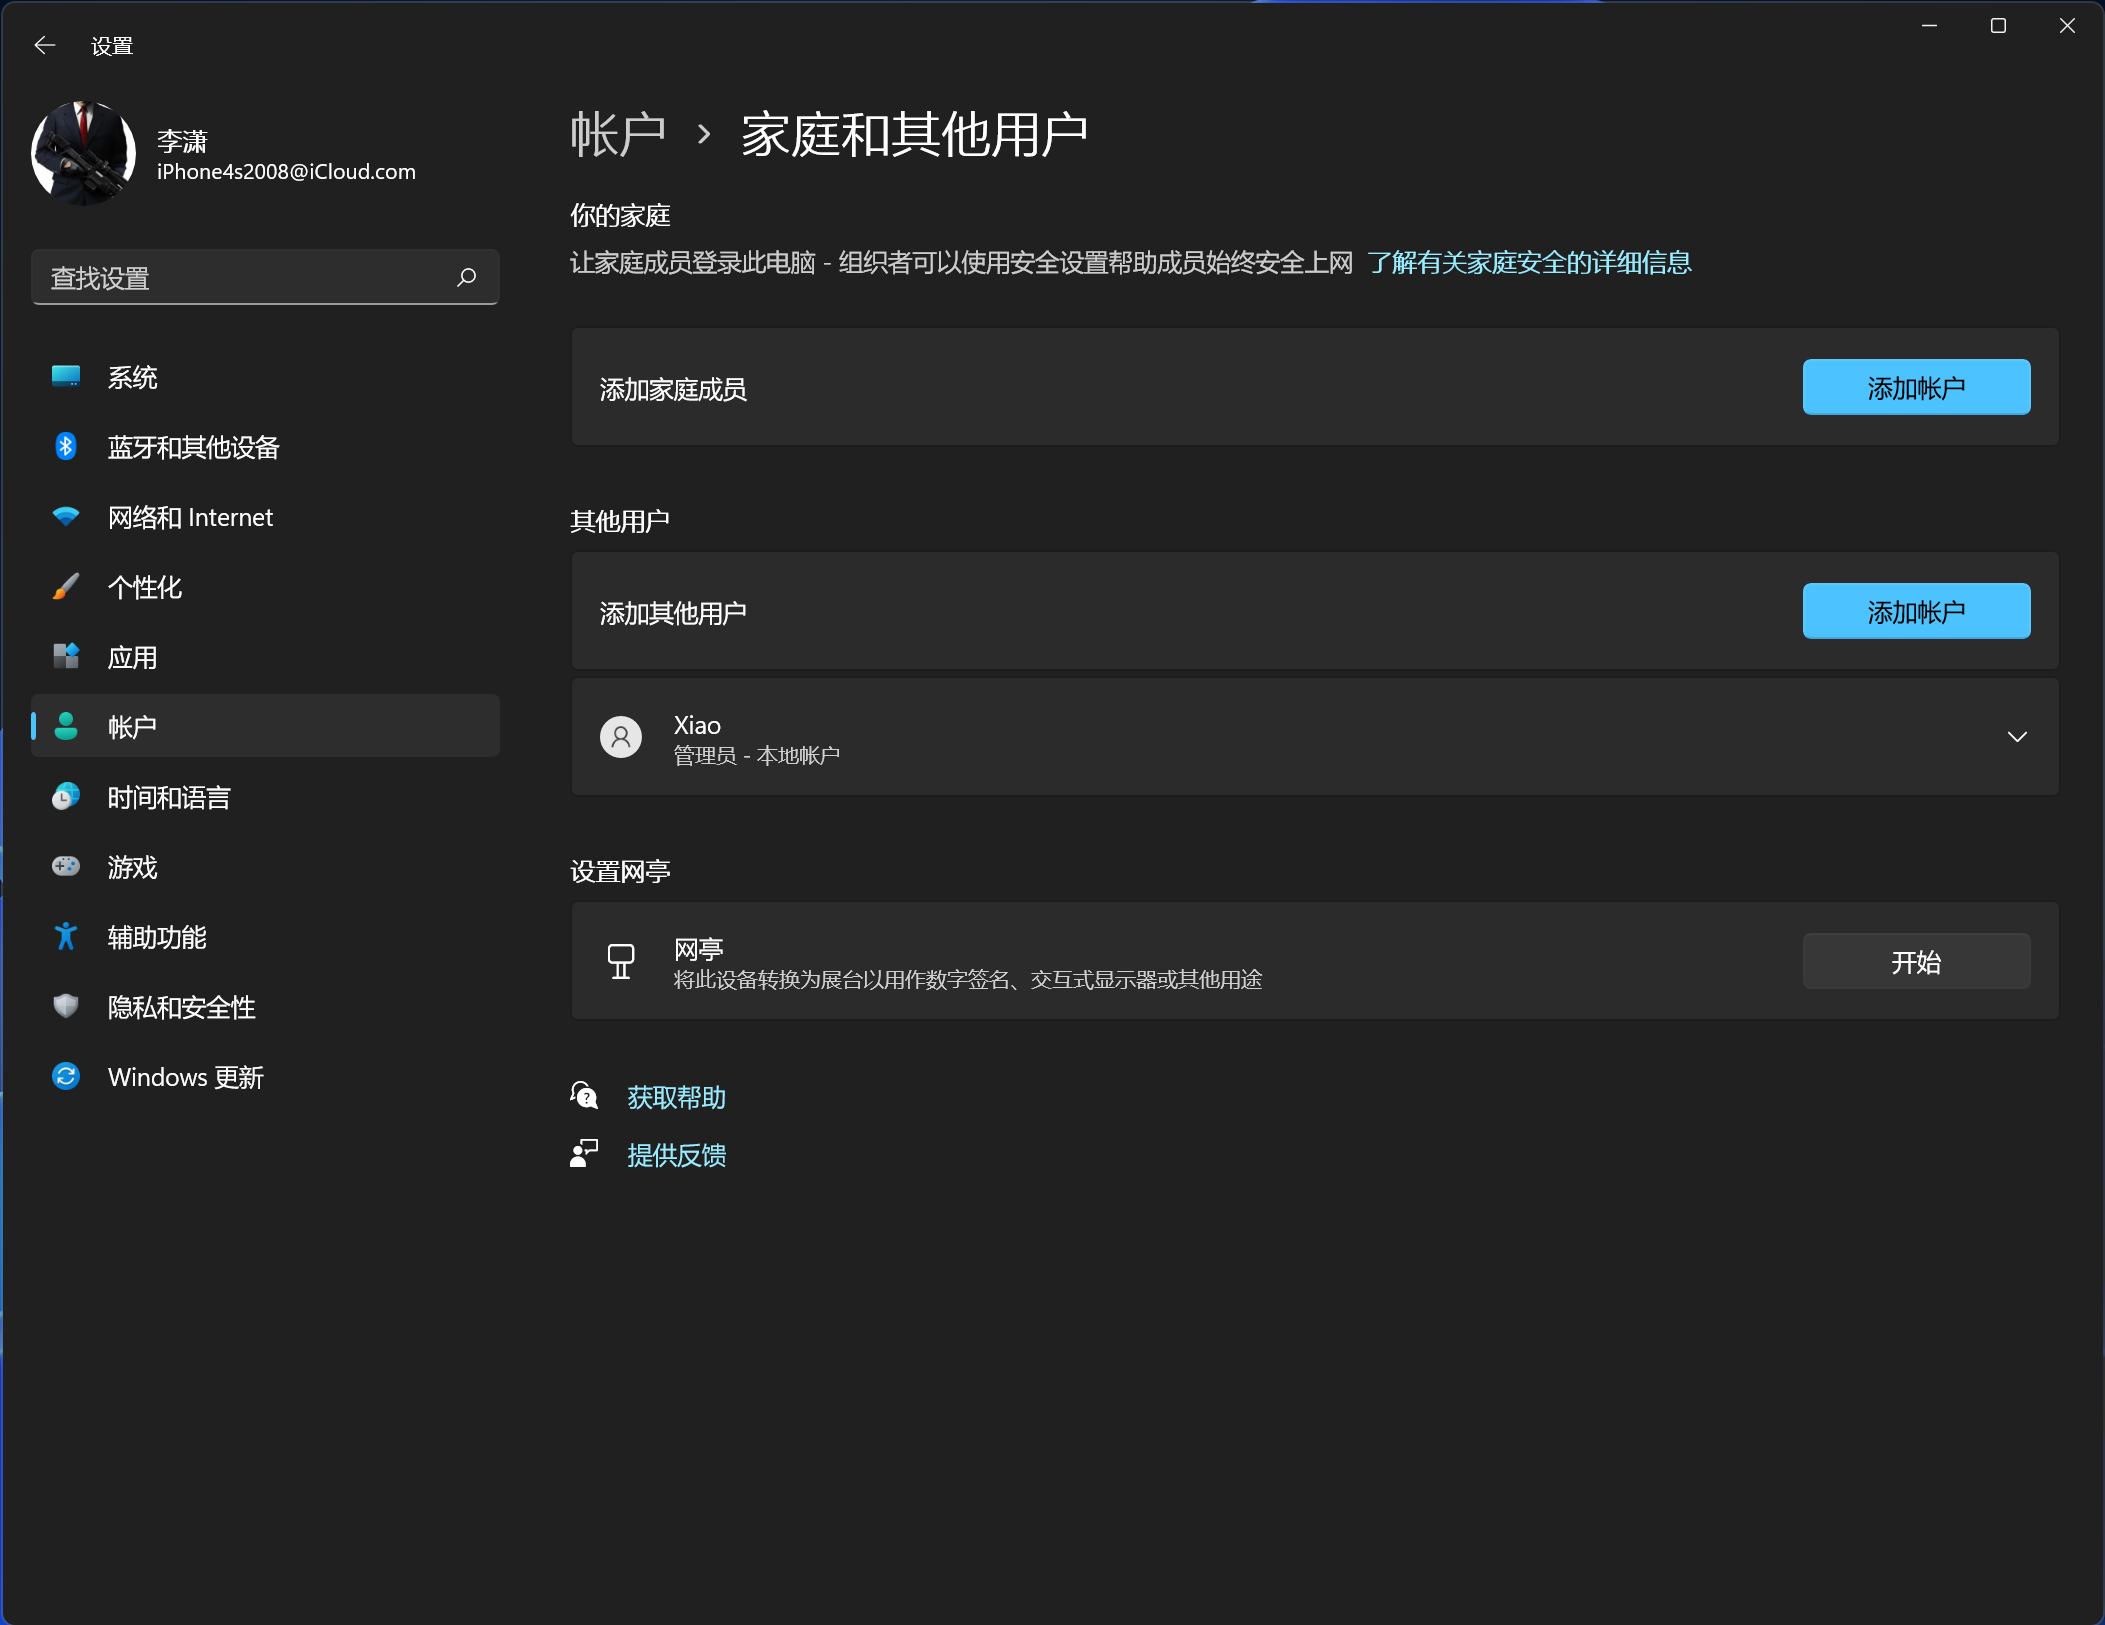 设置
李潇
iPhone4s2008@iCloud.com
查找设置
系统
蓝牙和其他设备
网络和 Internet
个性化
应用
帐户
时间和语言
游戏
辅助功能
隐私和安全性
Windows 更新
帐户 › 家庭和其他用户
你的家庭
让家庭成员登录此电脑 - 组织者可以使用安全设置帮助成员始终安全上网 了解有关家庭安全的详细信息
添加家庭成员 添加帐户
其他用户
添加其他用户 添加帐户
Xiao
管理员 - 本地帐户
设置网亭
网亭
将此设备转换为展台以用作数字签名、交互式显示器或其他用途
开始
获取帮助
提供反馈